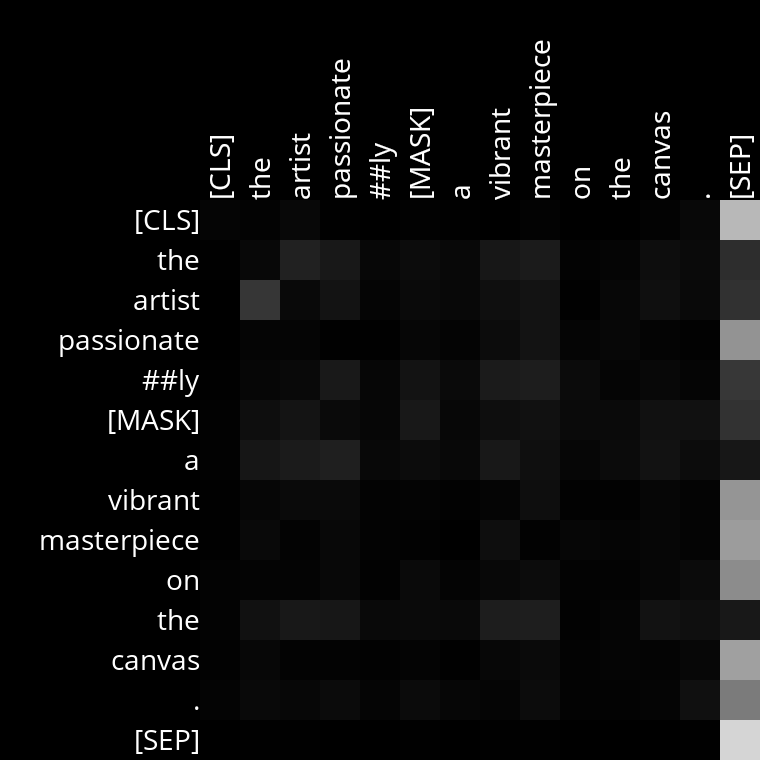 [CLS] the artist passionate ##ly [MASK] a vibrant masterpiece on the canvas . [SEP]
[CLS]
the
artist
passionate
##ly
[MASK]
a
vibrant
masterpiece
on
the
canvas
.
[SEP]